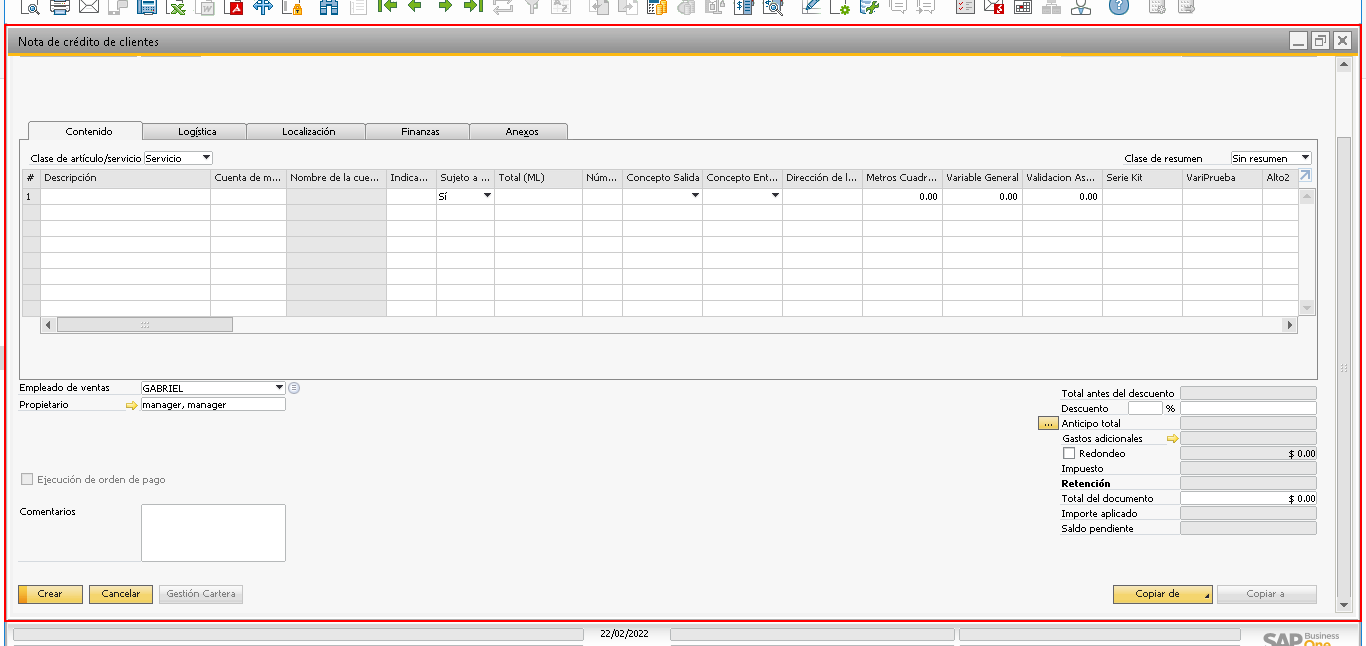 Nota de crédito de clientes
Contenido Logística Localización Finanzas Anexos
Clase de artículo/servicio Servicio Clase de resumen Sin resumen
# Descripción Cuenta de m... Nombre de la cue... Indica... Sujeto a ... Total (ML) Núm... Concepto Salida Concepto Ent... Dirección de l... Metros Cuadr... Variable General Validacion As... Serie Kit VariPrueba Alto2
1 Sí 0.00 0.00 0.00
Empleado de ventas GABRIEL
Propietario manager, manager
Total antes del descuento
Descuento %
... Anticipo total
Gastos adicionales
Redondeo $ 0.00
Impuesto
Retención
Total del documento $ 0.00
Importe aplicado
Saldo pendiente
Ejecución de orden de pago
Comentarios
Crear Cancelar Gestión Cartera Copiar de Copiar a
22/02/2022
SAP Business One